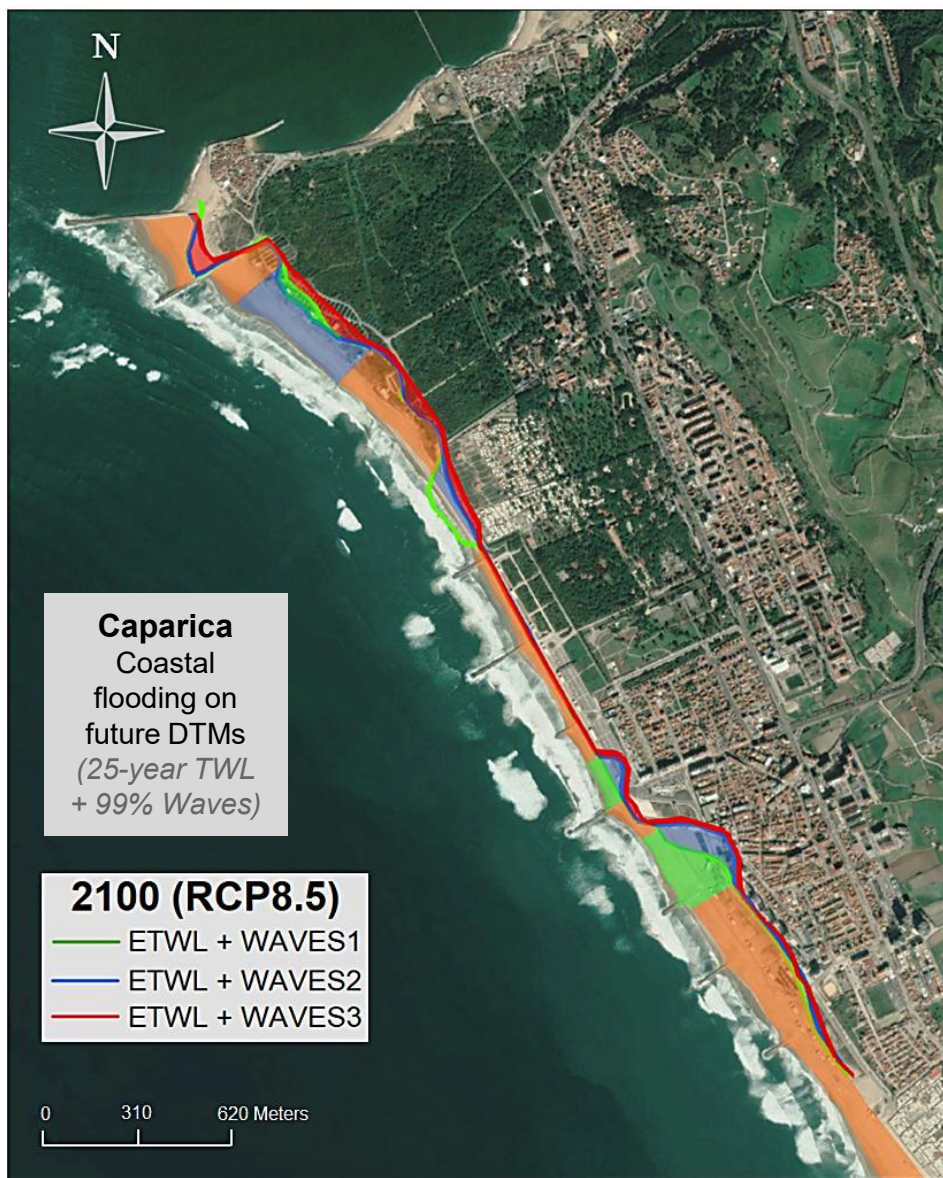 N
Caparica
Coastal
flooding on
future DTMs
(25-year TWL
+ 99% Waves)
2100 (RCP8.5)
ETWL + WAVES1
ETWL + WAVES2
ETWL + WAVES3
0 310 620 Meters